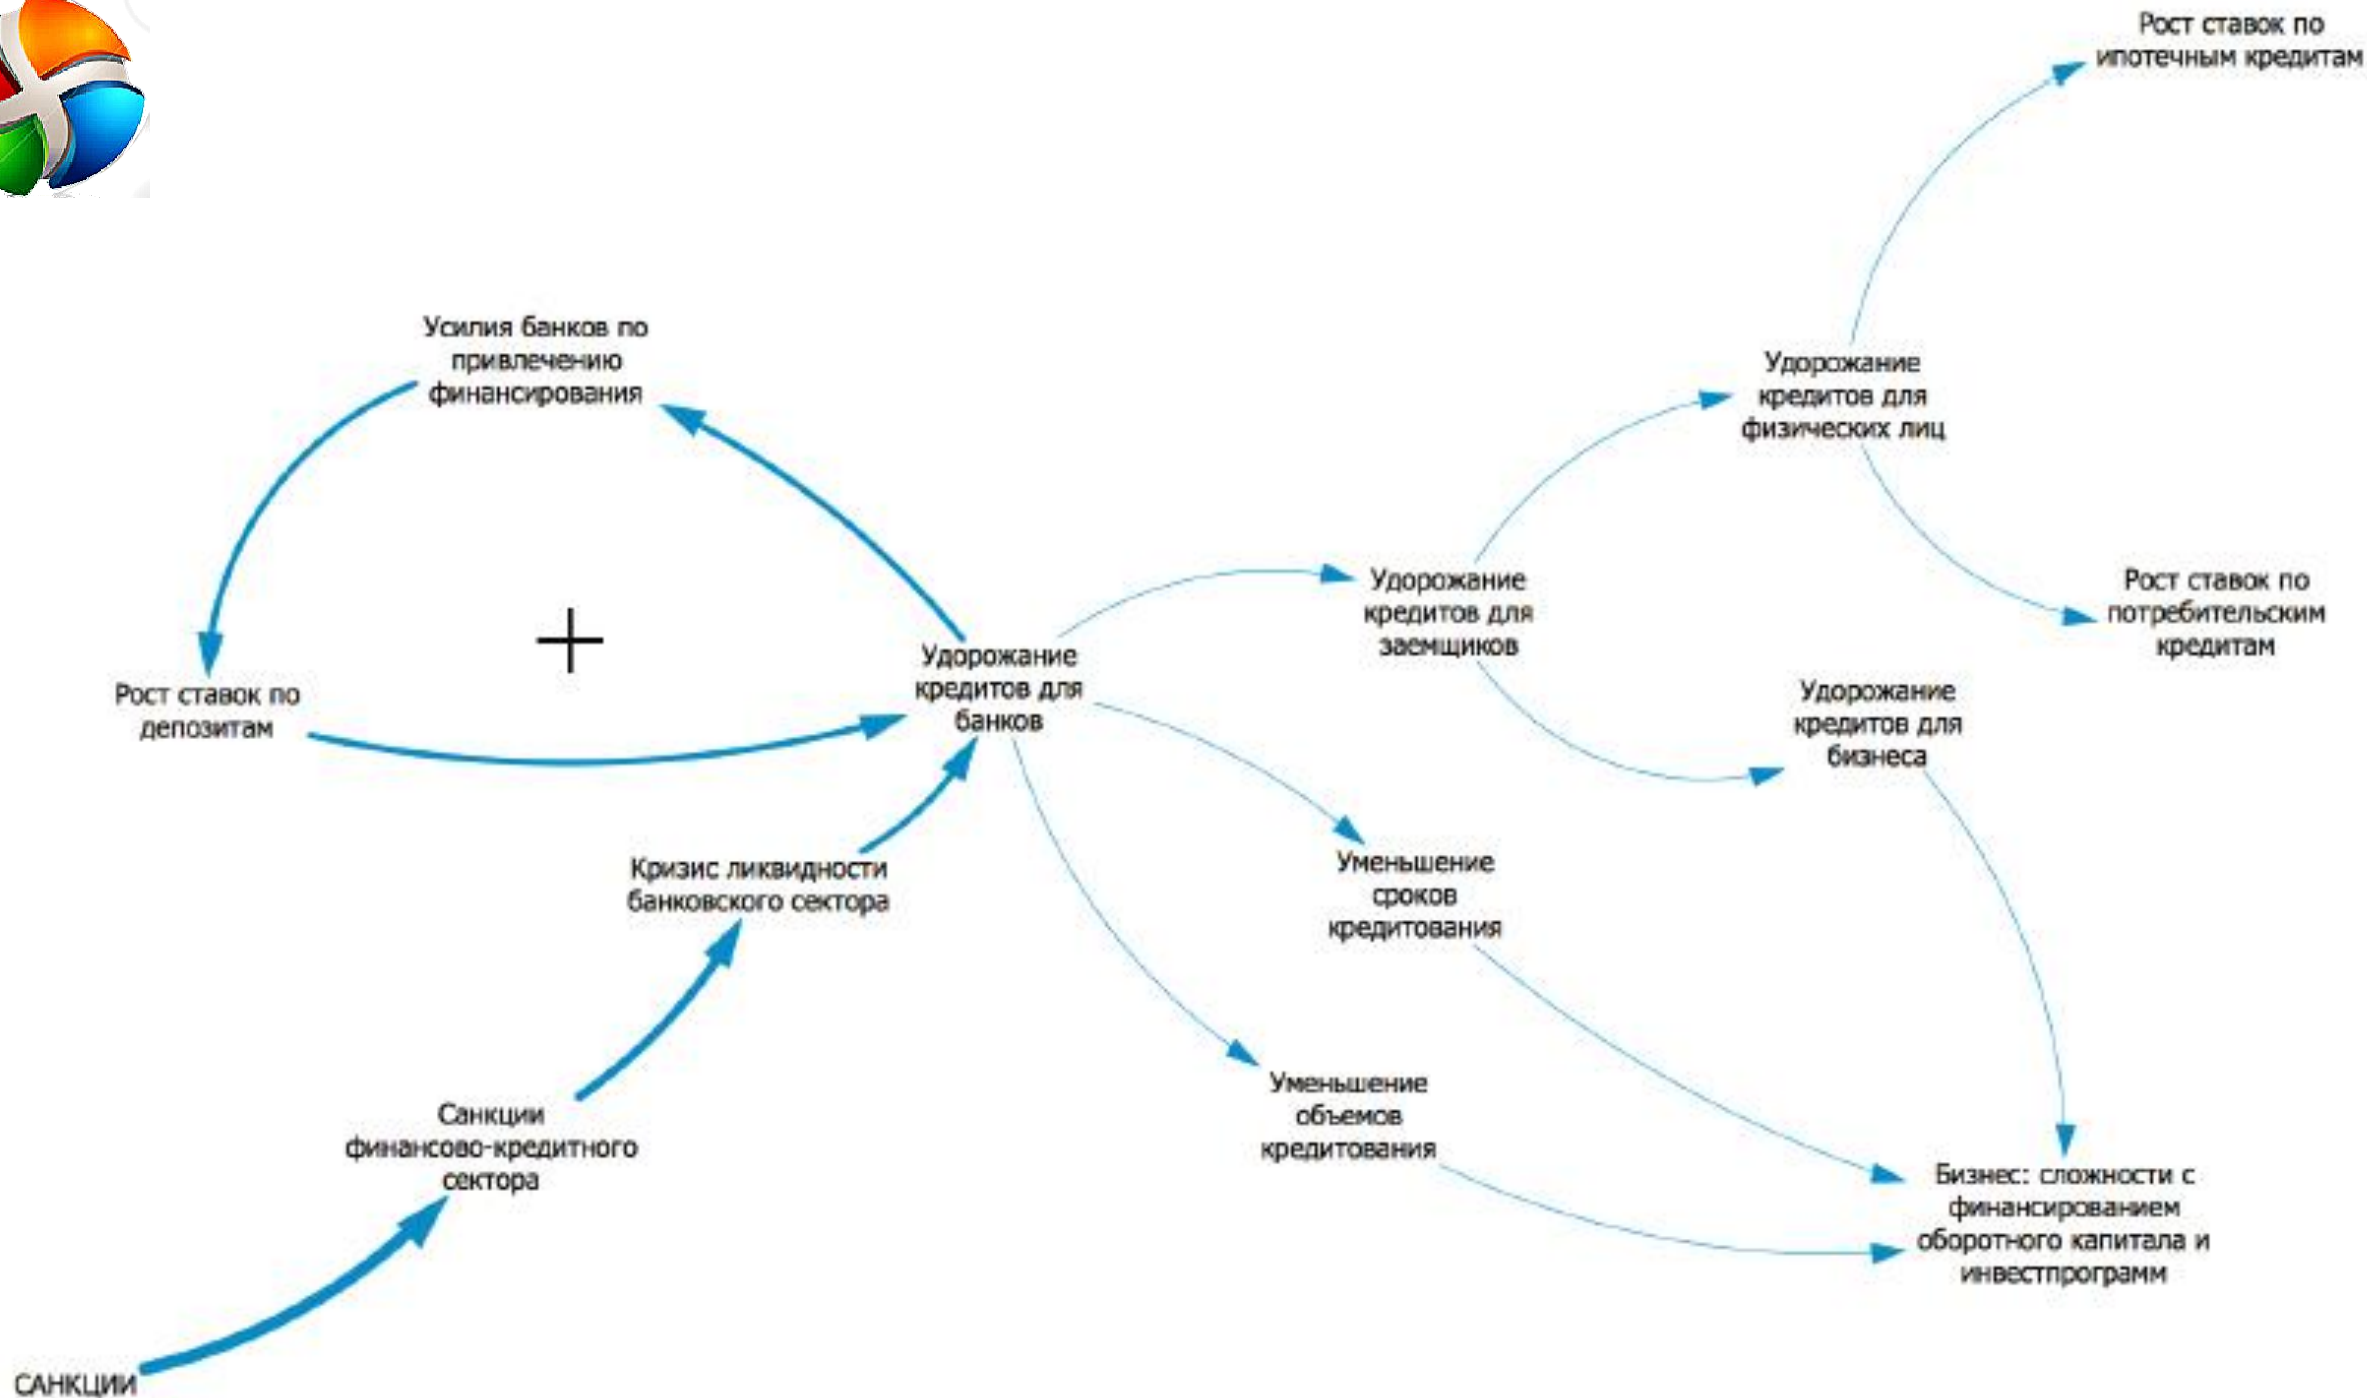 Рост ставок по
ипотечным кредитам
Усилия банков по
привлечению
финансирования
Удорожание
кредитов для
физических лиц
Рост ставок по
депозитам
Удорожание
кредитов для
банков
Удорожание
кредитов для
заемщиков
Рост ставок по
потребительским
кредитам
Удорожание
кредитов для
бизнеса
Кризис ликвидности
банковского сектора
Уменьшение
сроков
кредитования
Санкции
финансово-кредитного
сектора
Уменьшение
объемов
кредитования
Бизнес: сложности с
финансированием
оборотного капитала и
инвестпрограмм
САНКЦИИ